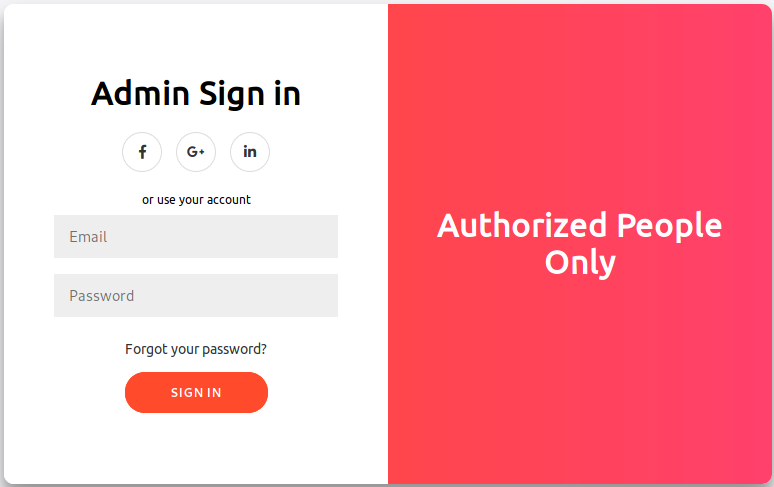 Admin Sign in
f G+ in
or use your account
Email
Password
Forgot your password?
SIGN IN
Authorized People
Only